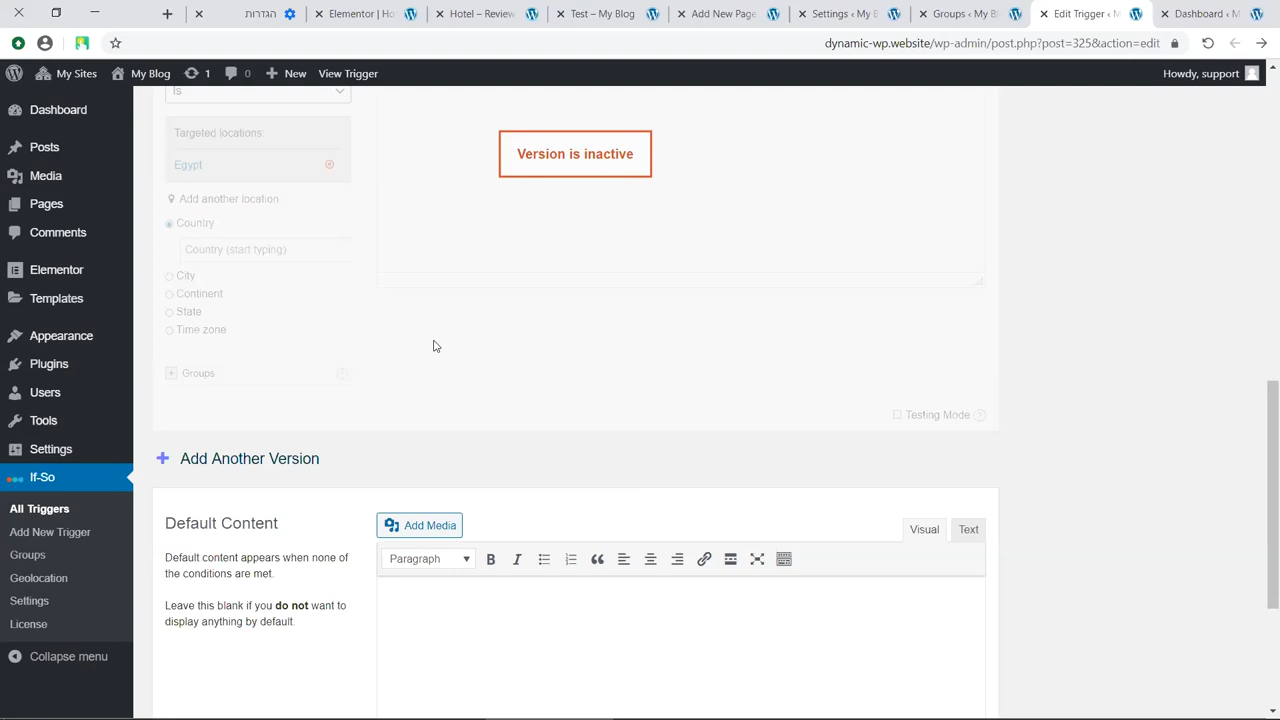 הגדרות
Elementor | Ho
Hotel – Review
Test – My Blog
Add New Page
Settings ‹ My B
Groups ‹ My Bl
Edit Trigger ‹ M
Dashboard ‹ M
dynamic-wp.website/wp-admin/post.php?post=325&action=edit
My Sites
My Blog
1
0
New
View Trigger
Howdy, support
Dashboard
Posts
Media
Pages
Comments
Elementor
Templates
Appearance
Plugins
Users
Tools
Settings
If-So
All Triggers
Add New Trigger
Groups
Geolocation
Settings
License
Collapse menu
Is
Targeted locations:
Egypt
Add another location
Country
Country (start typing)
City
Continent
State
Time zone
Groups
Version is inactive
Testing Mode
Add Another Version
Default Content
Default content appears when none of
the conditions are met.
Leave this blank if you do not want to
display anything by default.
Add Media
Visual
Text
Paragraph